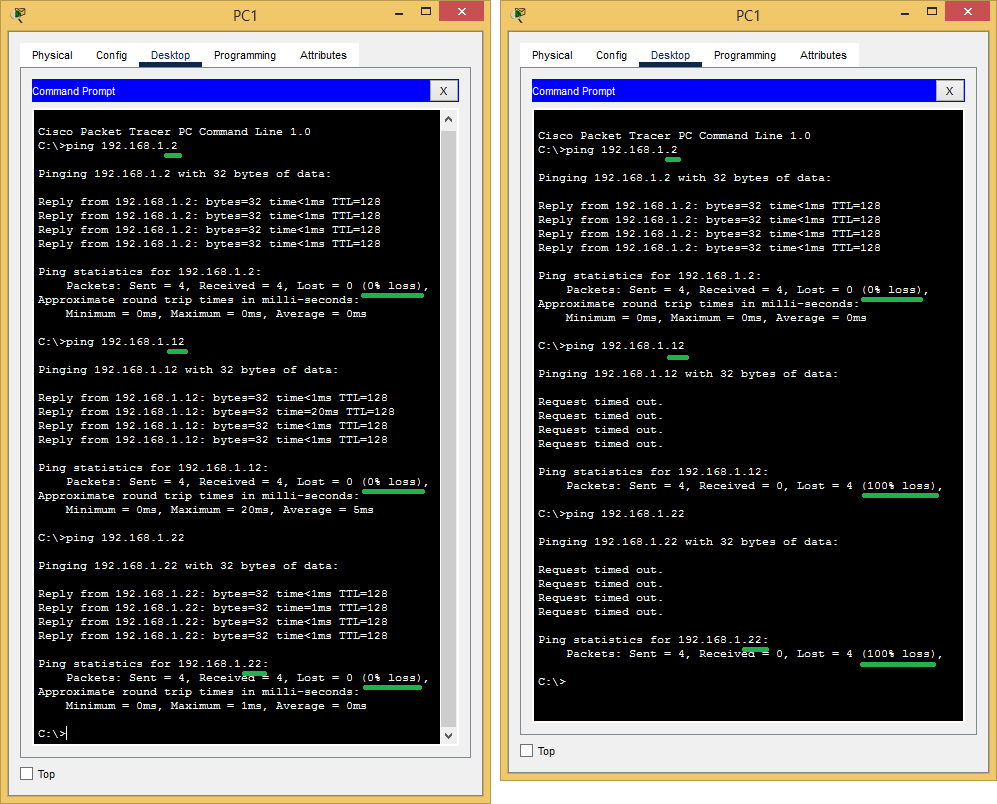 PC1
Physical Config Desktop Programming Attributes
Command Prompt X
Cisco Packet Tracer PC Command Line 1.0
C:\>ping 192.168.1.2
Pinging 192.168.1.2 with 32 bytes of data:
Reply from 192.168.1.2: bytes=32 time<1ms TTL=128
Reply from 192.168.1.2: bytes=32 time<1ms TTL=128
Reply from 192.168.1.2: bytes=32 time<1ms TTL=128
Reply from 192.168.1.2: bytes=32 time<1ms TTL=128
Ping statistics for 192.168.1.2:
Packets: Sent = 4, Received = 4, Lost = 0 (0% loss),
Approximate round trip times in milli-seconds:
Minimum = 0ms, Maximum = 0ms, Average = 0ms
C:\>ping 192.168.1.12
Pinging 192.168.1.12 with 32 bytes of data:
Reply from 192.168.1.12: bytes=32 time<1ms TTL=128
Reply from 192.168.1.12: bytes=32 time=20ms TTL=128
Reply from 192.168.1.12: bytes=32 time<1ms TTL=128
Reply from 192.168.1.12: bytes=32 time<1ms TTL=128
Ping statistics for 192.168.1.12:
Packets: Sent = 4, Received = 4, Lost = 0 (0% loss),
Approximate round trip times in milli-seconds:
Minimum = 0ms, Maximum = 20ms, Average = 5ms
C:\>ping 192.168.1.22
Pinging 192.168.1.22 with 32 bytes of data:
Reply from 192.168.1.22: bytes=32 time<1ms TTL=128
Reply from 192.168.1.22: bytes=32 time=1ms TTL=128
Reply from 192.168.1.22: bytes=32 time<1ms TTL=128
Reply from 192.168.1.22: bytes=32 time<1ms TTL=128
Ping statistics for 192.168.1.22:
Packets: Sent = 4, Received = 4, Lost = 0 (0% loss),
Approximate round trip times in milli-seconds:
Minimum = 0ms, Maximum = 1ms, Average = 0ms
C:\>
Top
PC1
Physical Config Desktop Programming Attributes
Command Prompt X
Cisco Packet Tracer PC Command Line 1.0
C:\>ping 192.168.1.2
Pinging 192.168.1.2 with 32 bytes of data:
Reply from 192.168.1.2: bytes=32 time<1ms TTL=128
Reply from 192.168.1.2: bytes=32 time<1ms TTL=128
Reply from 192.168.1.2: bytes=32 time<1ms TTL=128
Reply from 192.168.1.2: bytes=32 time<1ms TTL=128
Ping statistics for 192.168.1.2:
Packets: Sent = 4, Received = 4, Lost = 0 (0% loss),
Approximate round trip times in milli-seconds:
Minimum = 0ms, Maximum = 0ms, Average = 0ms
C:\>ping 192.168.1.12
Pinging 192.168.1.12 with 32 bytes of data:
Request timed out.
Request timed out.
Request timed out.
Request timed out.
Ping statistics for 192.168.1.12:
Packets: Sent = 4, Received = 0, Lost = 4 (100% loss),
C:\>ping 192.168.1.22
Pinging 192.168.1.22 with 32 bytes of data:
Request timed out.
Request timed out.
Request timed out.
Request timed out.
Ping statistics for 192.168.1.22:
Packets: Sent = 4, Received = 0, Lost = 4 (100% loss),
C:\>
Top